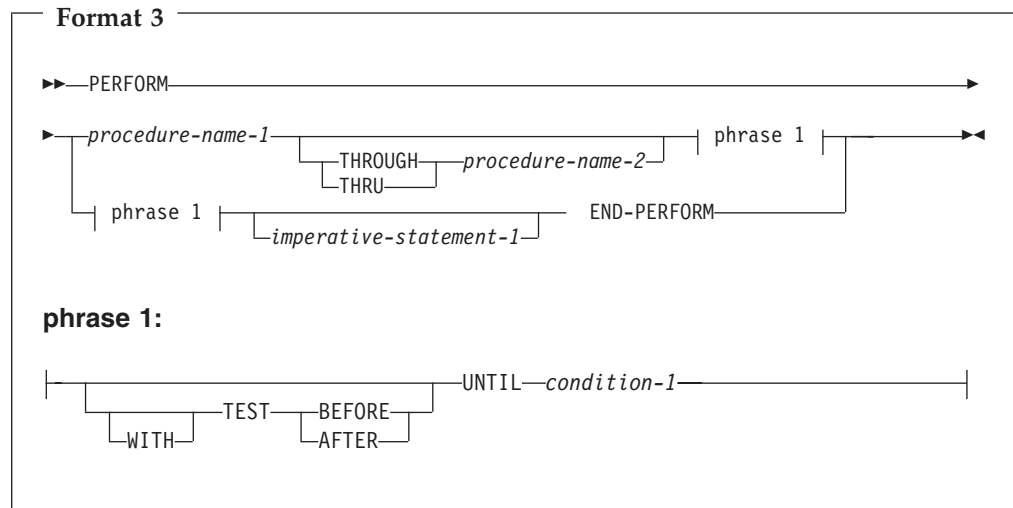 Format 3
PERFORM
procedure-name-1 THROUGH procedure-name-2 phrase 1
THRU
phrase 1 imperative-statement-1 END-PERFORM
phrase 1:
WITH TEST BEFORE UNTIL condition-1
AFTER